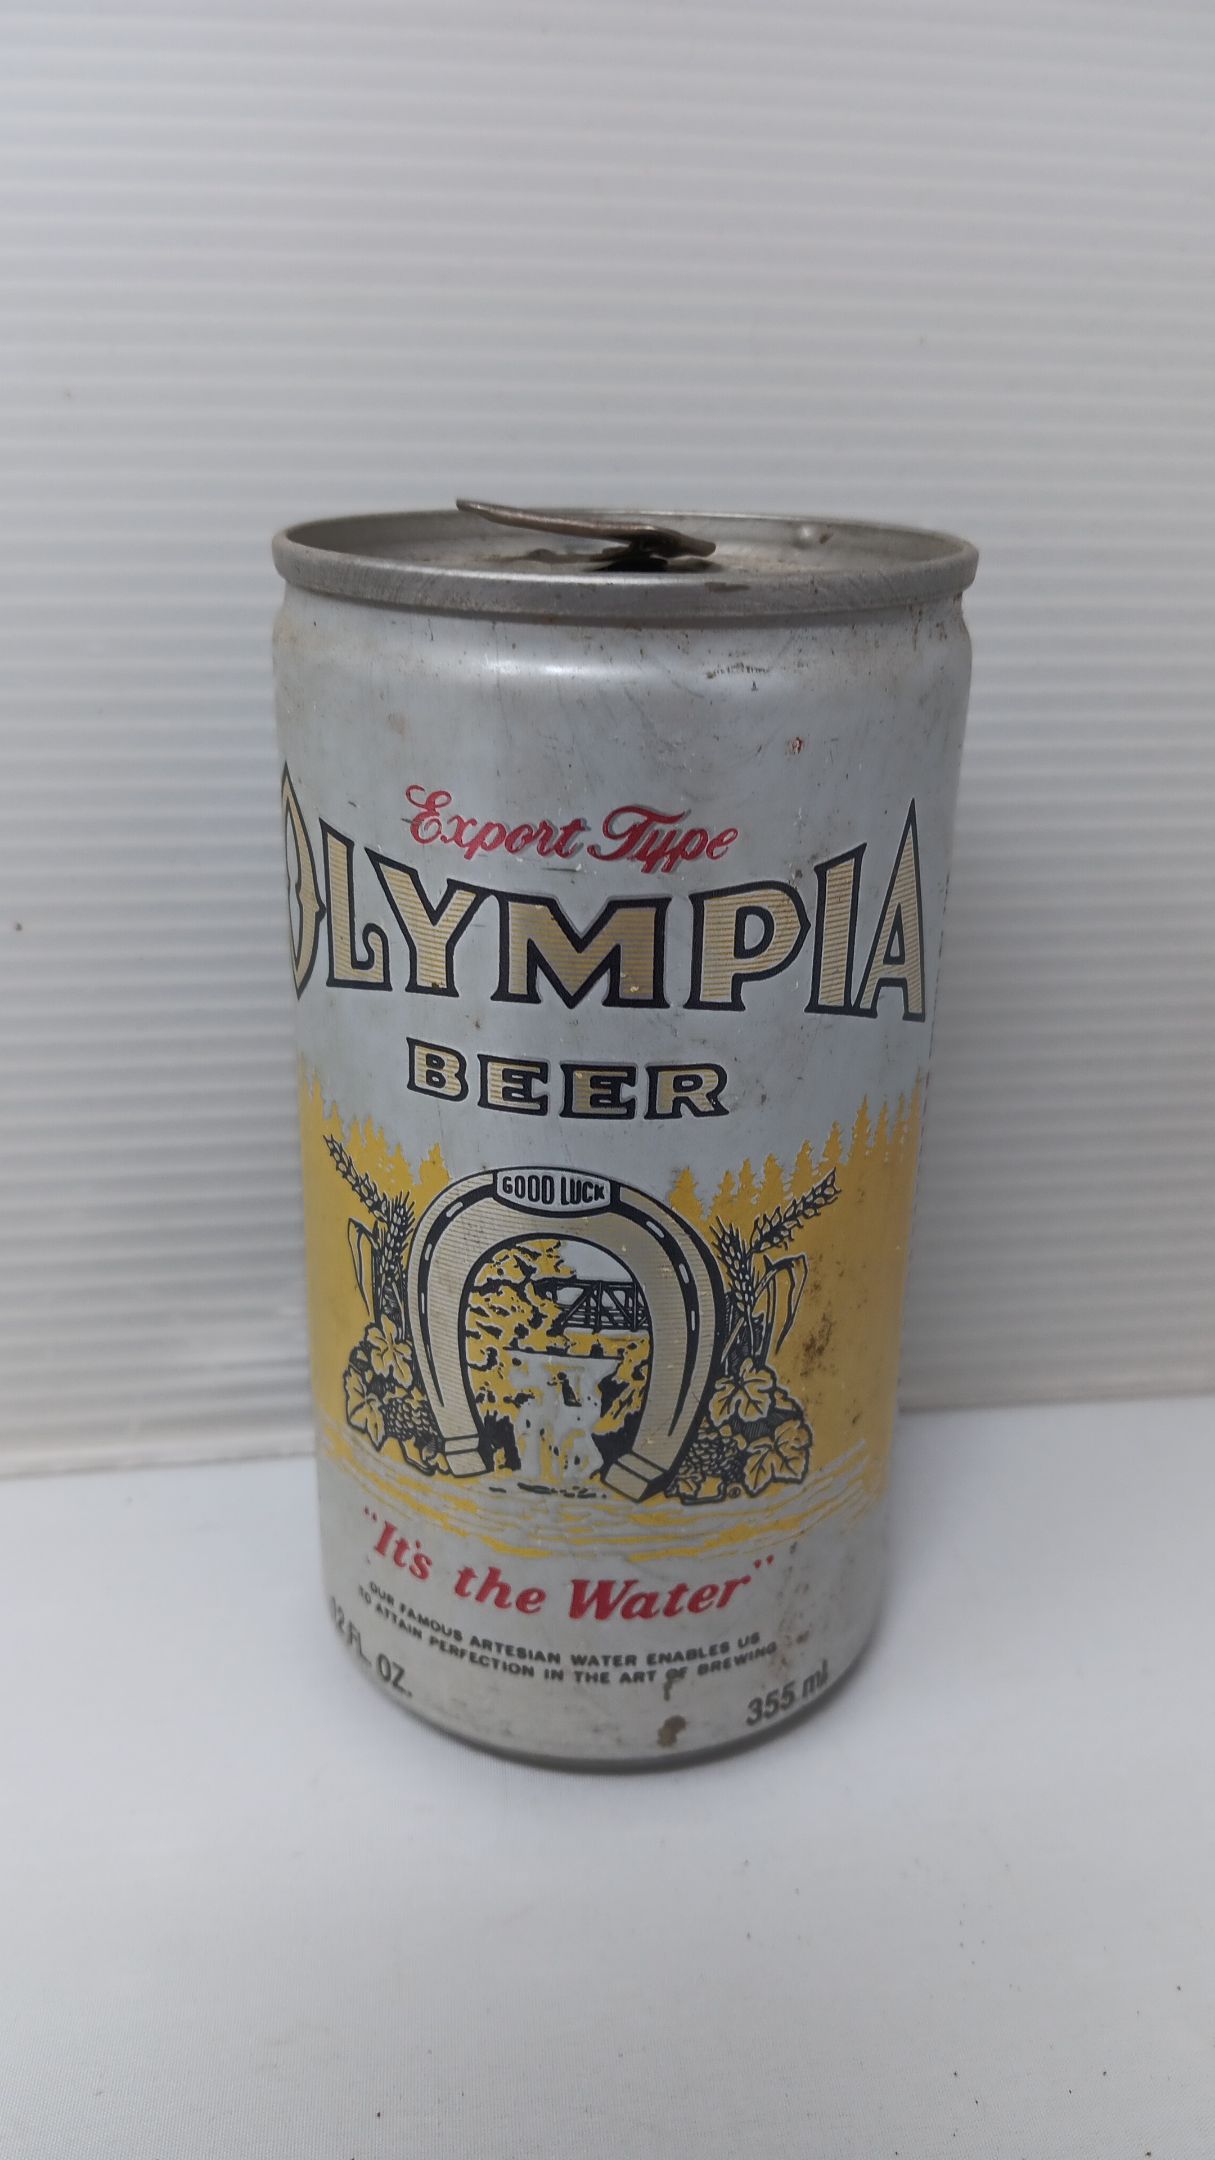 Export Type
OLYMPIA
BEER
GOOD LUCK
"It's the Water"
OUR FAMOUS ARTESIAN WATER ENABLES US
TO ATTAIN PERFECTION IN THE ART OF BREWING
12 FL. OZ.
355 ml
®